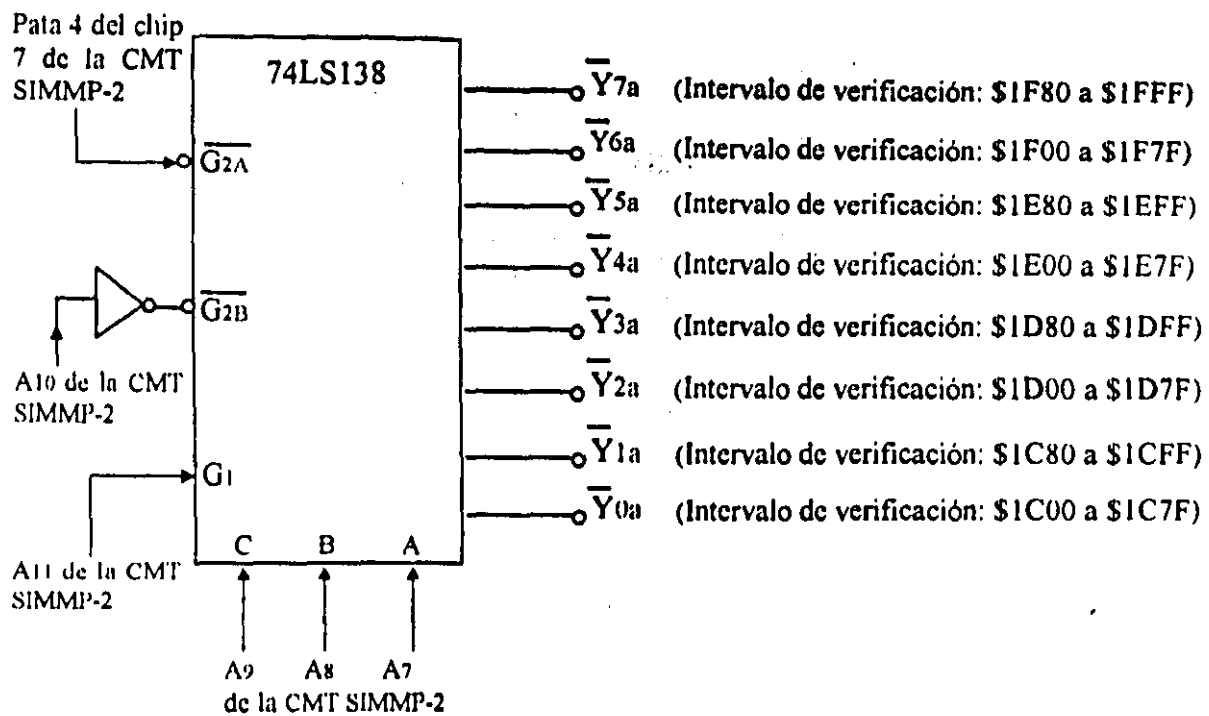 Pata 4 del chip
7 de la CMT
SIMMP-2
74LS138
G2A
G2B
A10 de la CMT
SIMMP-2
G1
A11 de la CMT
SIMMP-2
C B A
A9 A8 A7
de la CMT SIMMP-2
Y7a (Intervalo de verificación: $1F80 a $1FFF)
Y6a (Intervalo de verificación: $1F00 a $1F7F)
Y5a (Intervalo de verificación: $1E80 a $1EFF)
Y4a (Intervalo de verificación: $1E00 a $1E7F)
Y3a (Intervalo de verificación: $1D80 a $1DFF)
Y2a (Intervalo de verificación: $1D00 a $1D7F)
Y1a (Intervalo de verificación: $1C80 a $1CFF)
Y0a (Intervalo de verificación: $1C00 a $1C7F)